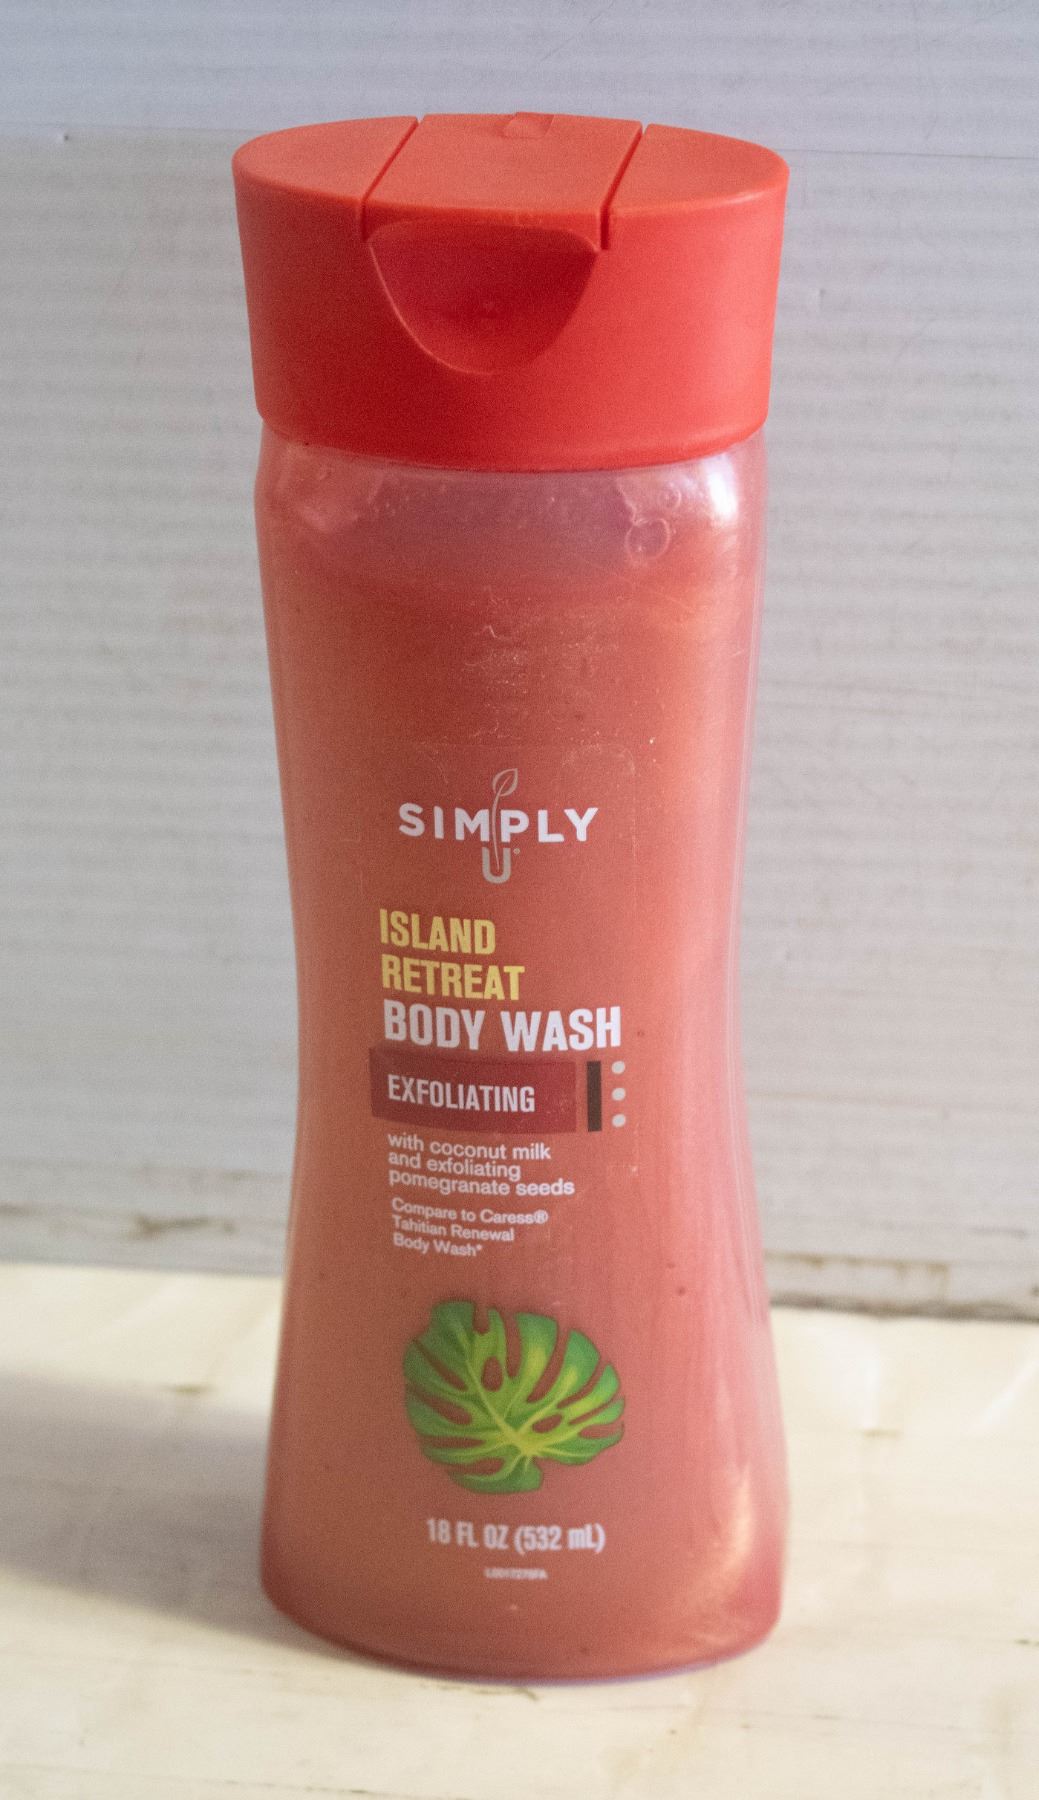 SIMPLY
U®
ISLAND
RETREAT
BODY WASH
EXFOLIATING
with coconut milk
and exfoliating
pomegranate seeds
Compare to Caress®
Tahitian Renewal
Body Wash*
18 FL OZ (532 mL)